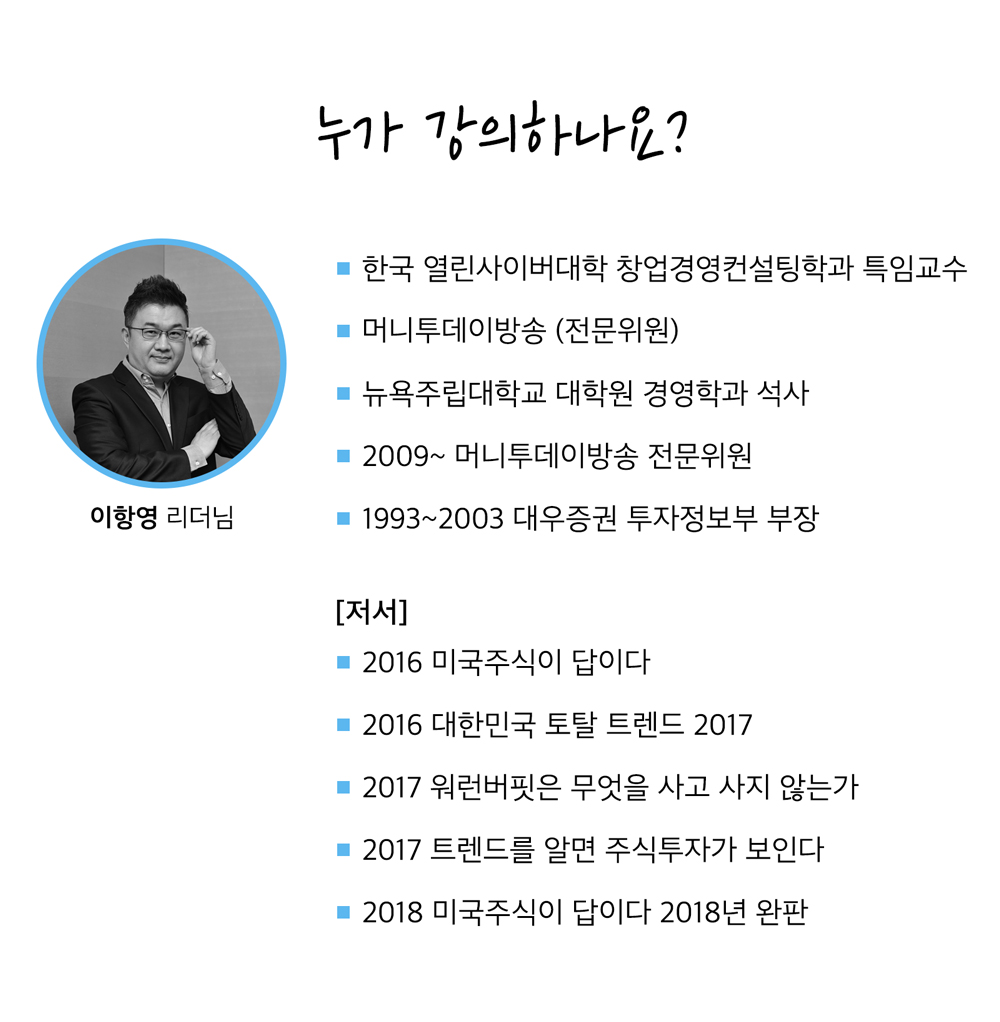 누가 강의하나요?
이항영 리더님
한국 열린사이버대학 창업경영컨설팅학과 특임교수
머니투데이방송 (전문위원)
뉴욕주립대학교 대학원 경영학과 석사
2009~ 머니투데이방송 전문위원
1993~2003 대우증권 투자정보부 부장
[저서]
2016 미국주식이 답이다
2016 대한민국 토탈 트렌드 2017
2017 워런버핏은 무엇을 사고 사지 않는가
2017 트렌드를 알면 주식투자가 보인다
2018 미국주식이 답이다 2018년 완판